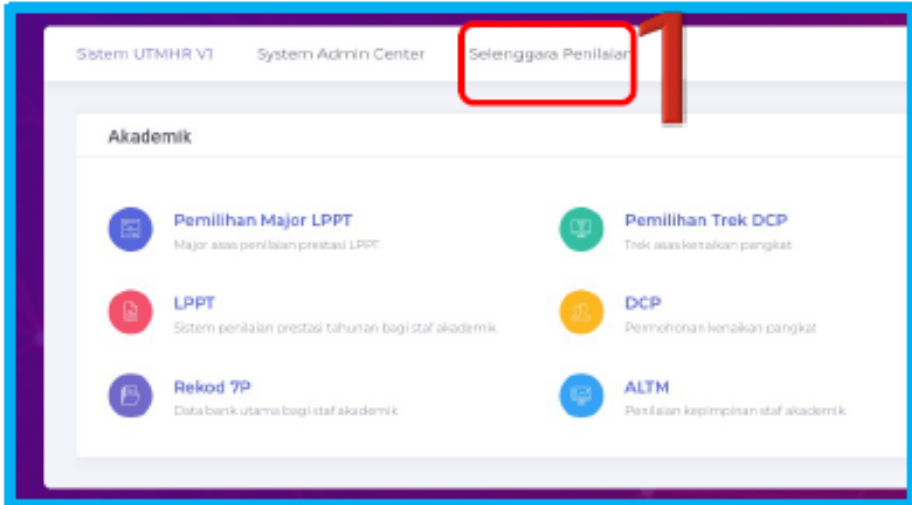 Sistem UTMHR V1 System Admin Center Selenggara Penilaian
1
Akademik
Pemilihan Major LPPT
Major asas penilaian prestasi LPPT
Pemilihan Trek DCP
Trek asas kenaikan pangkat
LPPT
Sistem penilaian prestasi tahunan bagi staf akademik
DCP
Permohonan kenaikan pangkat
Rekod 7P
Databank utama bagi staf akademik
ALTM
Penilaian kepimpinan staf akademik